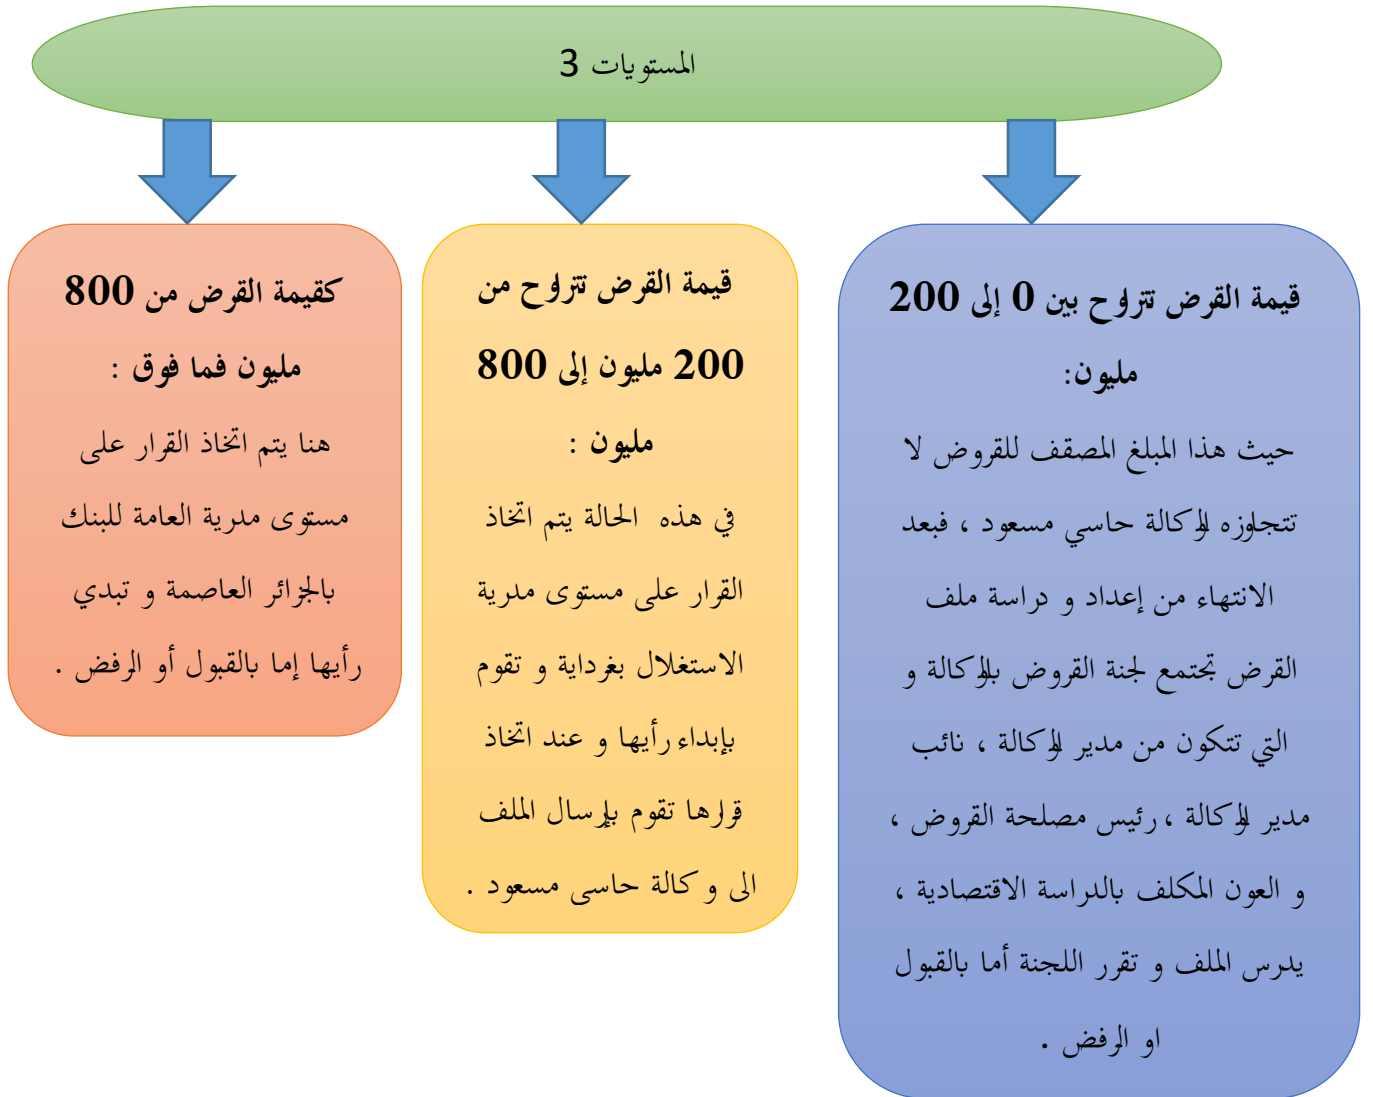 المستويات 3
قيمة القرض تتراوح بين 0 إلى 200
مليون:
حيث هذا المبلغ المصقف للقروض لا
تتجاوزه الوكالة حاسي مسعود ، فبعد
الانتهاء من إعداد و دراسة ملف
القرض تجتمع لجنة القروض بالوكالة و
التي تتكون من مدير الوكالة ، نائب
مدير الوكالة ، رئيس مصلحة القروض ،
و العون المكلف بالدراسة الاقتصادية ،
يدرس الملف و تقرر اللجنة أما بالقبول
او الرفض .
قيمة القرض تتراوح من
200 مليون إلى 800
مليون :
في هذه الحالة يتم اتخاذ
القرار على مستوى مدرية
الاستغلال بغرداية و تقوم
بإبداء رأيها و عند اتخاذ
قرارها تقوم بإرسال الملف
الى وكالة حاسي مسعود .
كقيمة القرض من 800
مليون فما فوق :
هنا يتم اتخاذ القرار على
مستوى مدرية العامة للبنك
بالجزائر العاصمة و تبدي
رأيها إما بالقبول أو الرفض .